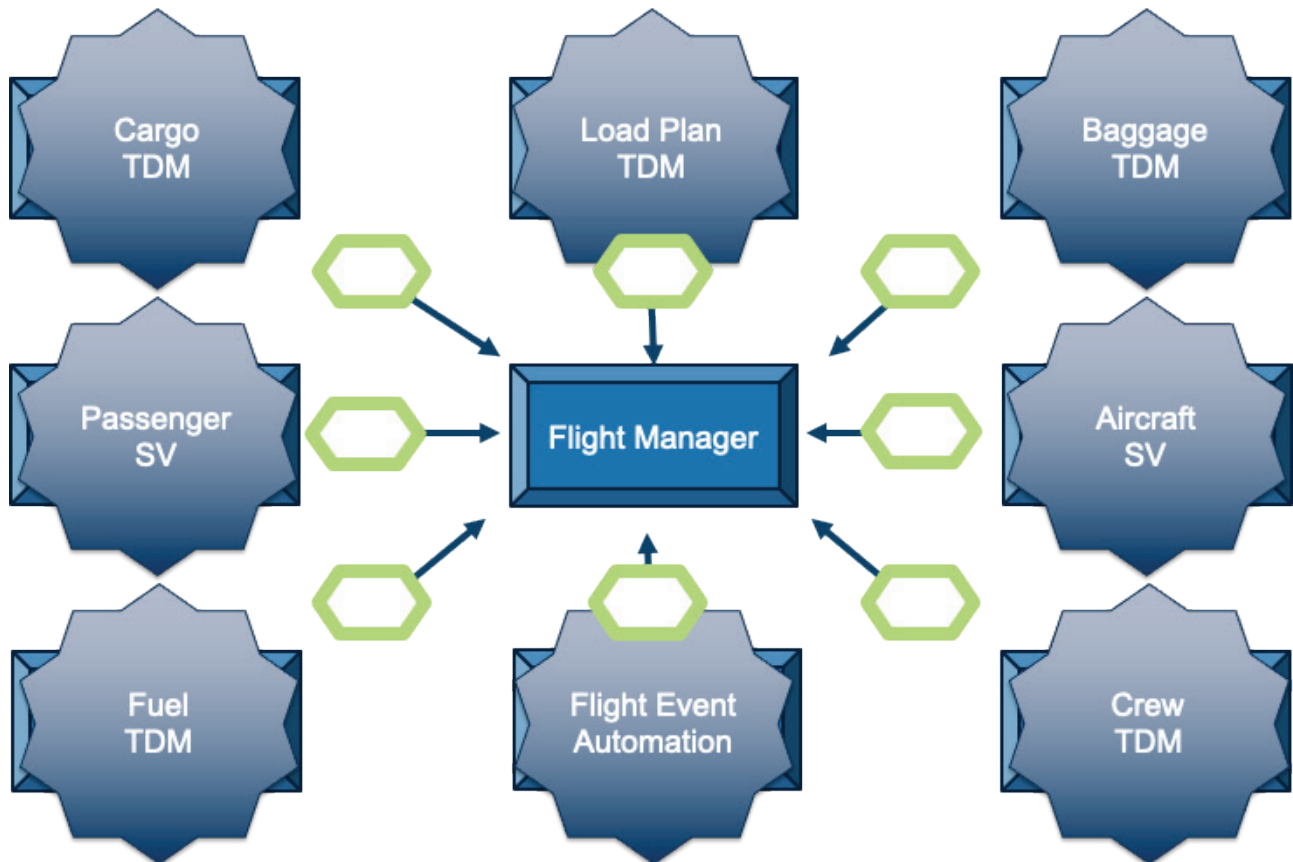 Cargo
TDM
Load Plan
TDM
Baggage
TDM
Passenger
SV
Flight Manager
Aircraft
SV
Fuel
TDM
Flight Event
Automation
Crew
TDM